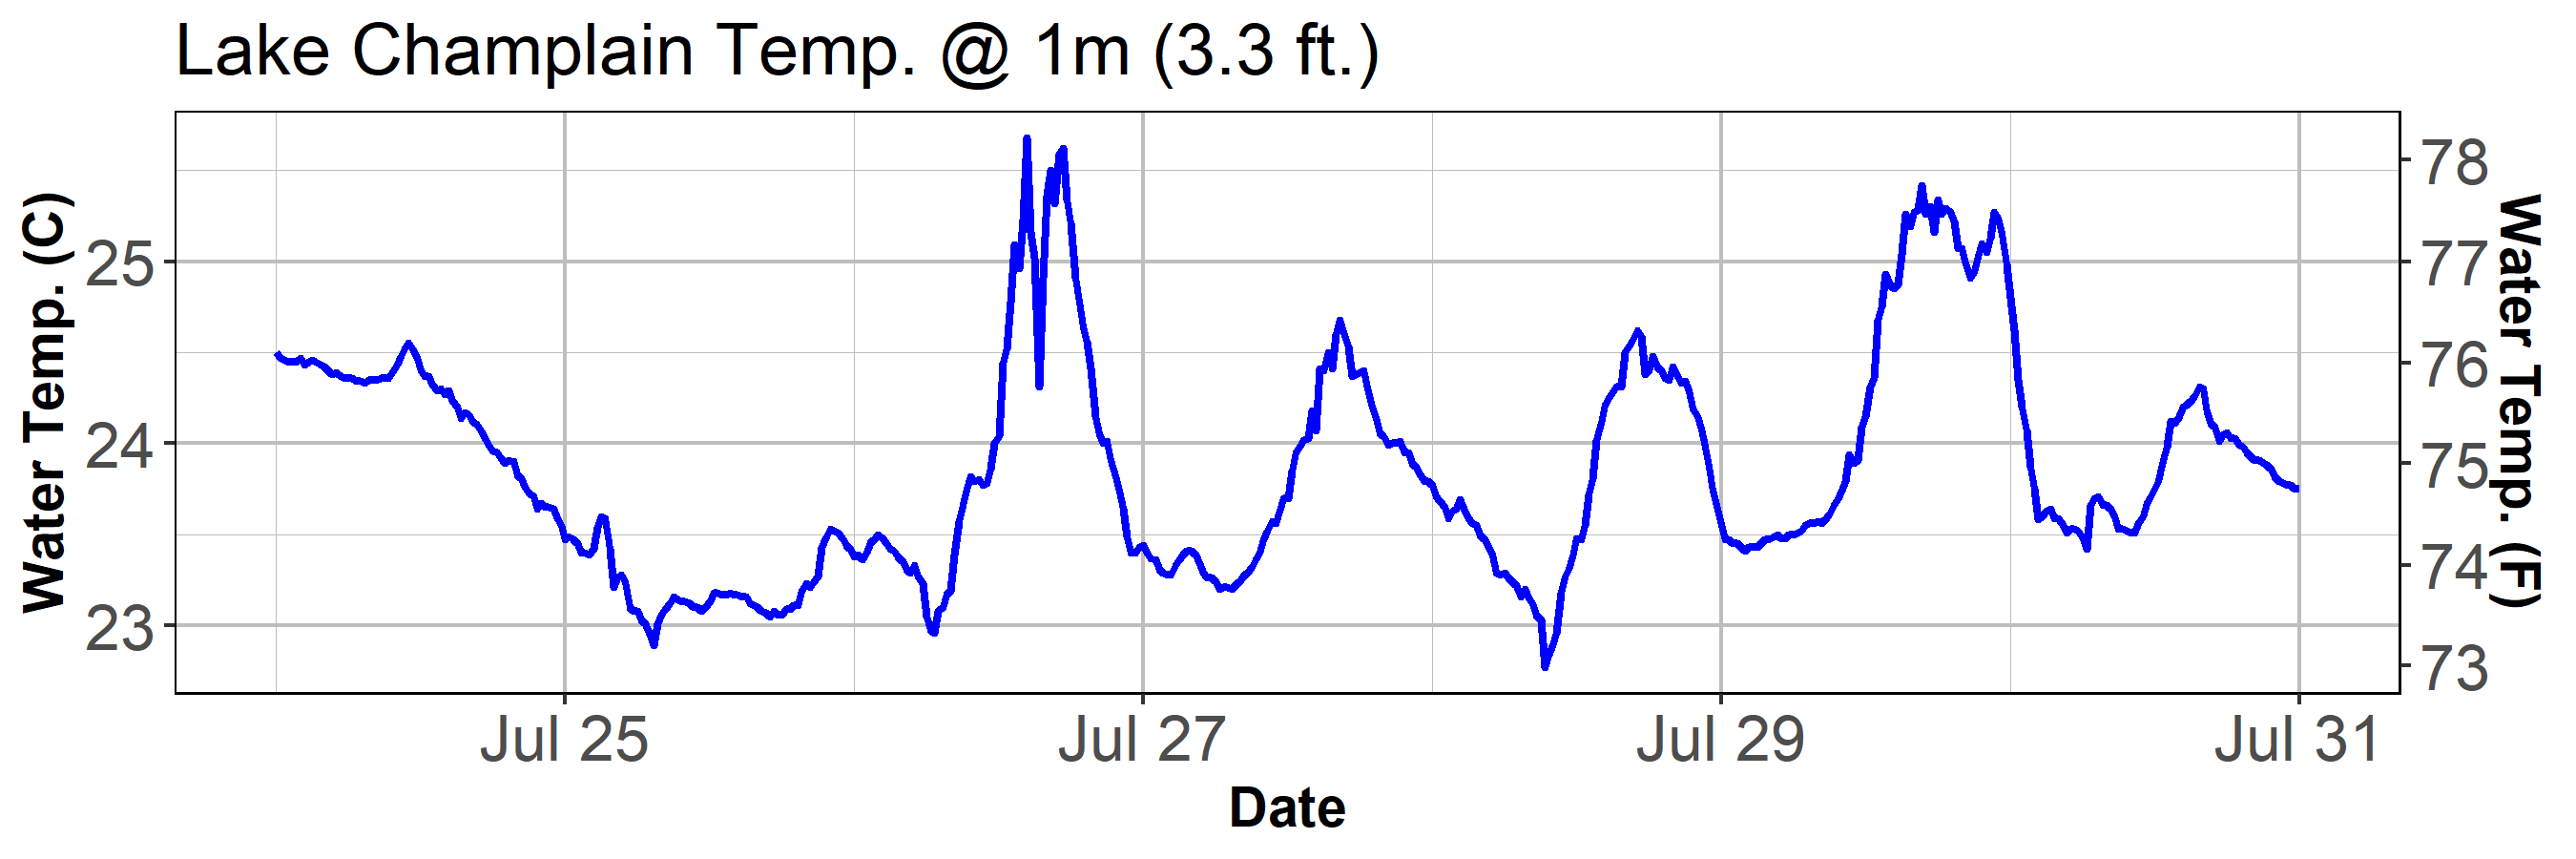 Lake Champlain Temp. @ 1m (3.3 ft.)
Water Temp. (C)
25
24
23
78
77
76
75
74
73
Water Temp. (F)
Jul 25
Jul 27
Jul 29
Jul 31
Date